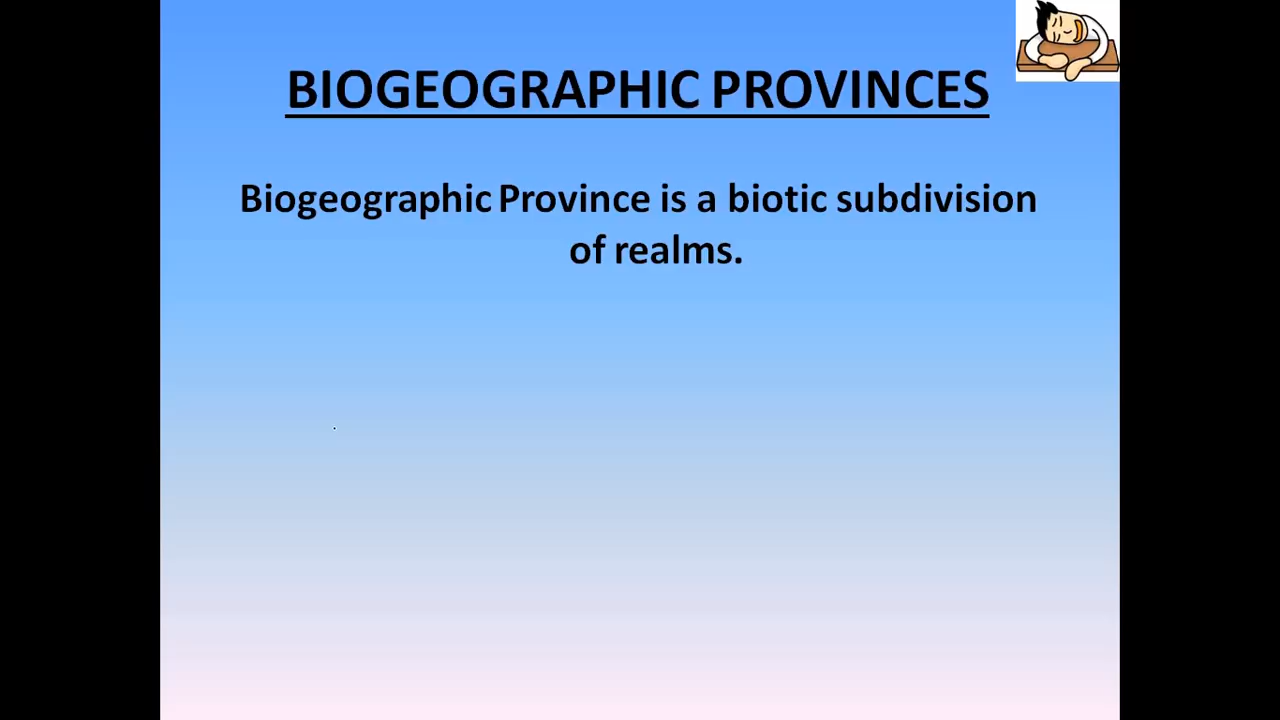 BIOGEOGRAPHIC PROVINCES
Biogeographic Province is a biotic subdivision
of realms.